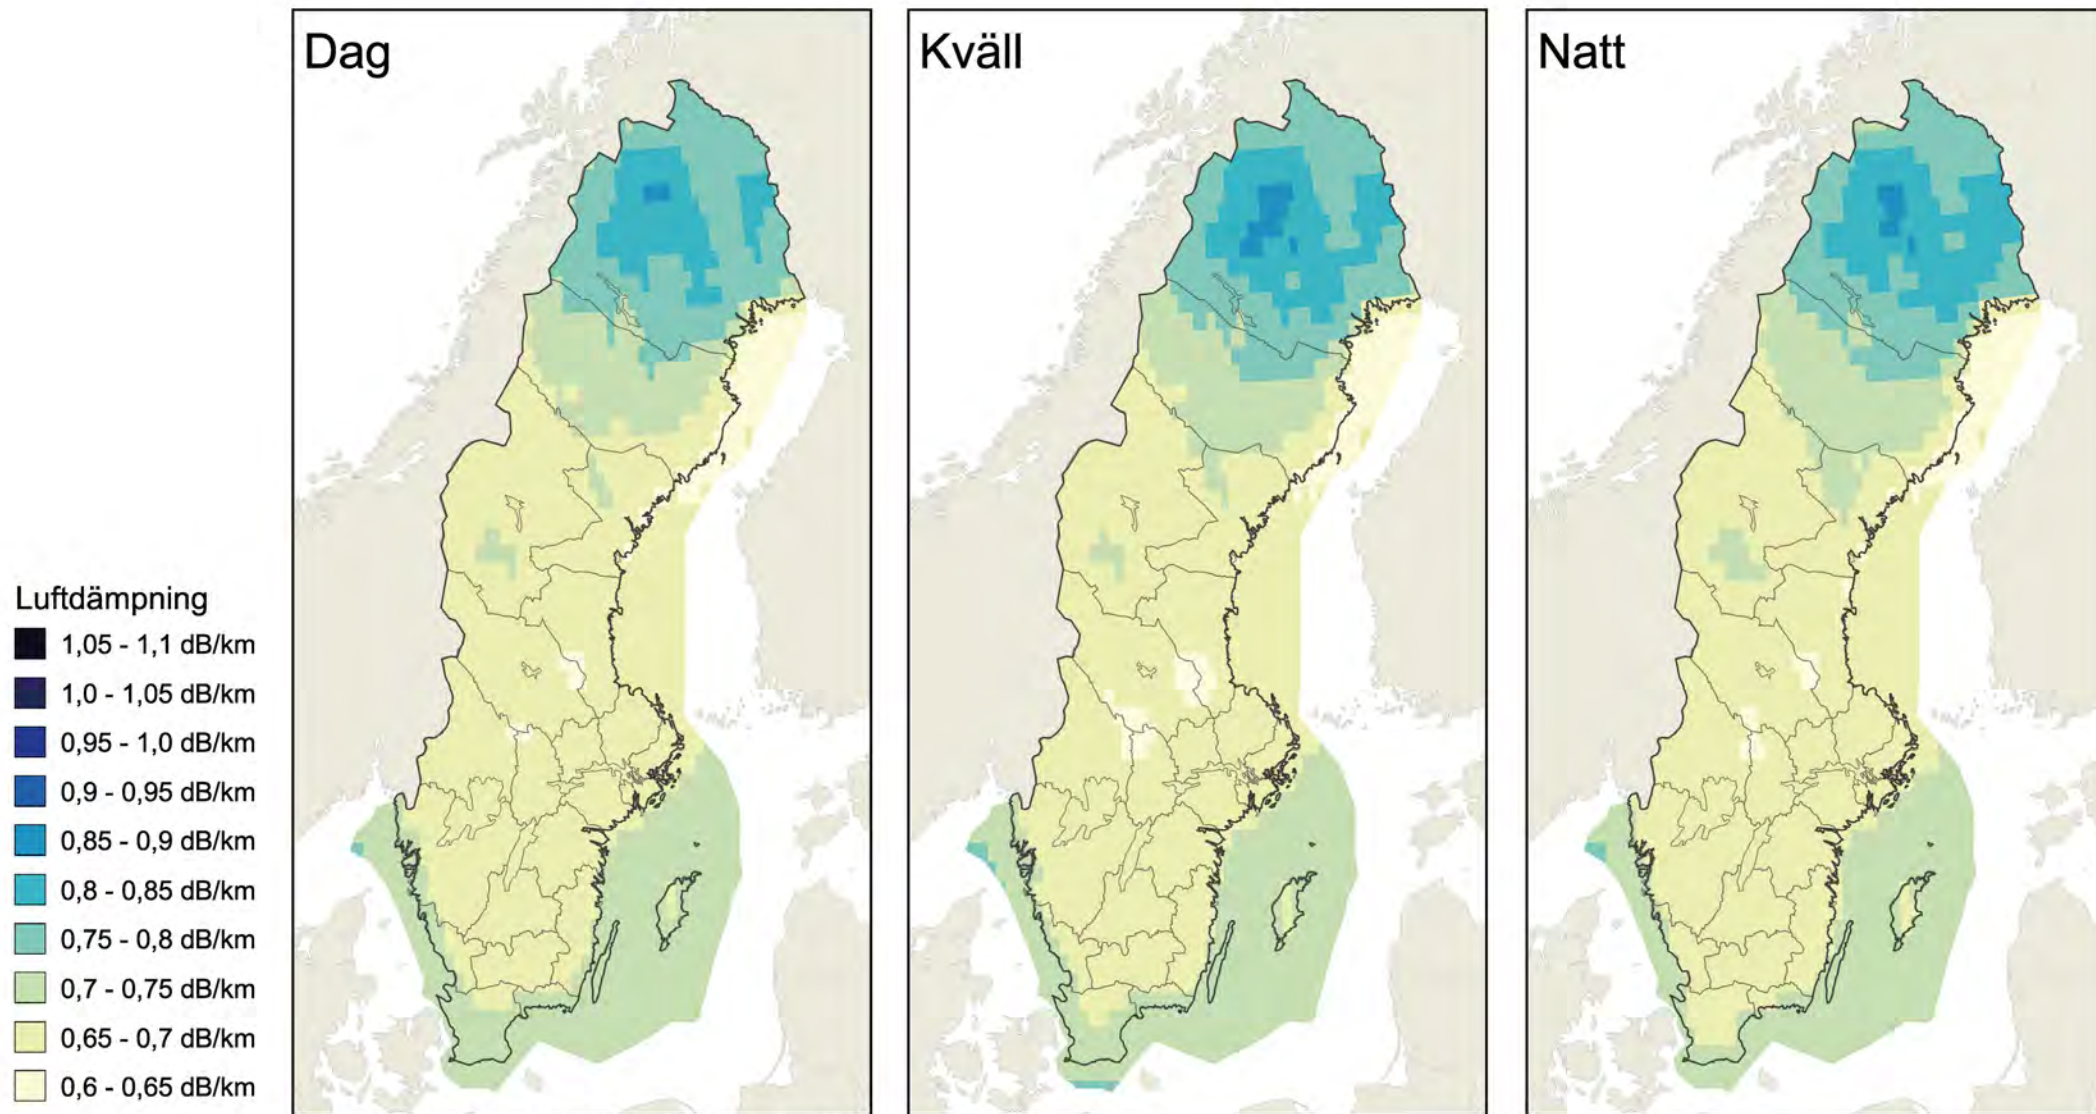 Dag
Kväll
Natt
Luftdämpning
1,05 - 1,1 dB/km
1,0 - 1,05 dB/km
0,95 - 1,0 dB/km
0,9 - 0,95 dB/km
0,85 - 0,9 dB/km
0,8 - 0,85 dB/km
0,75 - 0,8 dB/km
0,7 - 0,75 dB/km
0,65 - 0,7 dB/km
0,6 - 0,65 dB/km